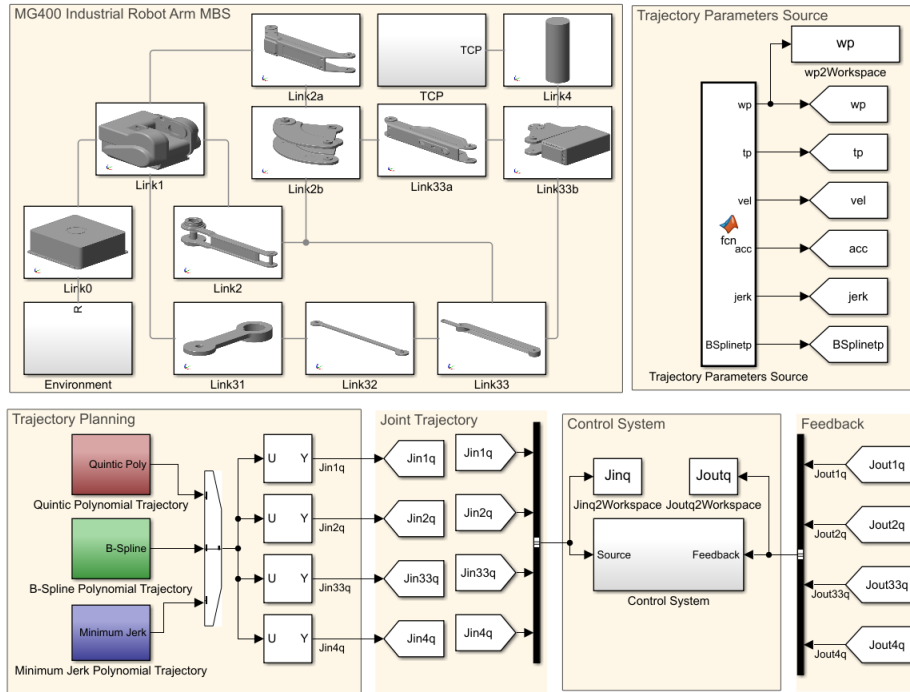 MG400 Industrial Robot Arm MBS
Link2a
TCP
TCP
Link4
Link1
Link2b
Link33a
Link33b
Link0
Link2
R
Environment
Link31
Link32
Link33
Trajectory Parameters Source
wp
wp2Workspace
wp
wp
tp
tp
vel
vel
fcn
acc
acc
jerk
jerk
BSplinetp
BSplinetp
Trajectory Parameters Source
Trajectory Planning
Quintic Poly
Quintic Polynomial Trajectory
B-Spline
B-Spline Polynomial Trajectory
Minimum Jerk
Minimum Jerk Polynomial Trajectory
U Y
Jin1q
U Y
Jin2q
U Y
Jin33q
U Y
Jin4q
Joint Trajectory
Jin1q
Jin1q
Jin2q
Jin2q
Jin33q
Jin33q
Jin4q
Jin4q
Control System
Jinq
Jinq2Workspace
Joutq
Joutq2Workspace
Source
Feedback
Control System
Feedback
Jout1q
Jout1q
Jout2q
Jout2q
Jout33q
Jout33q
Jout4q
Jout4q